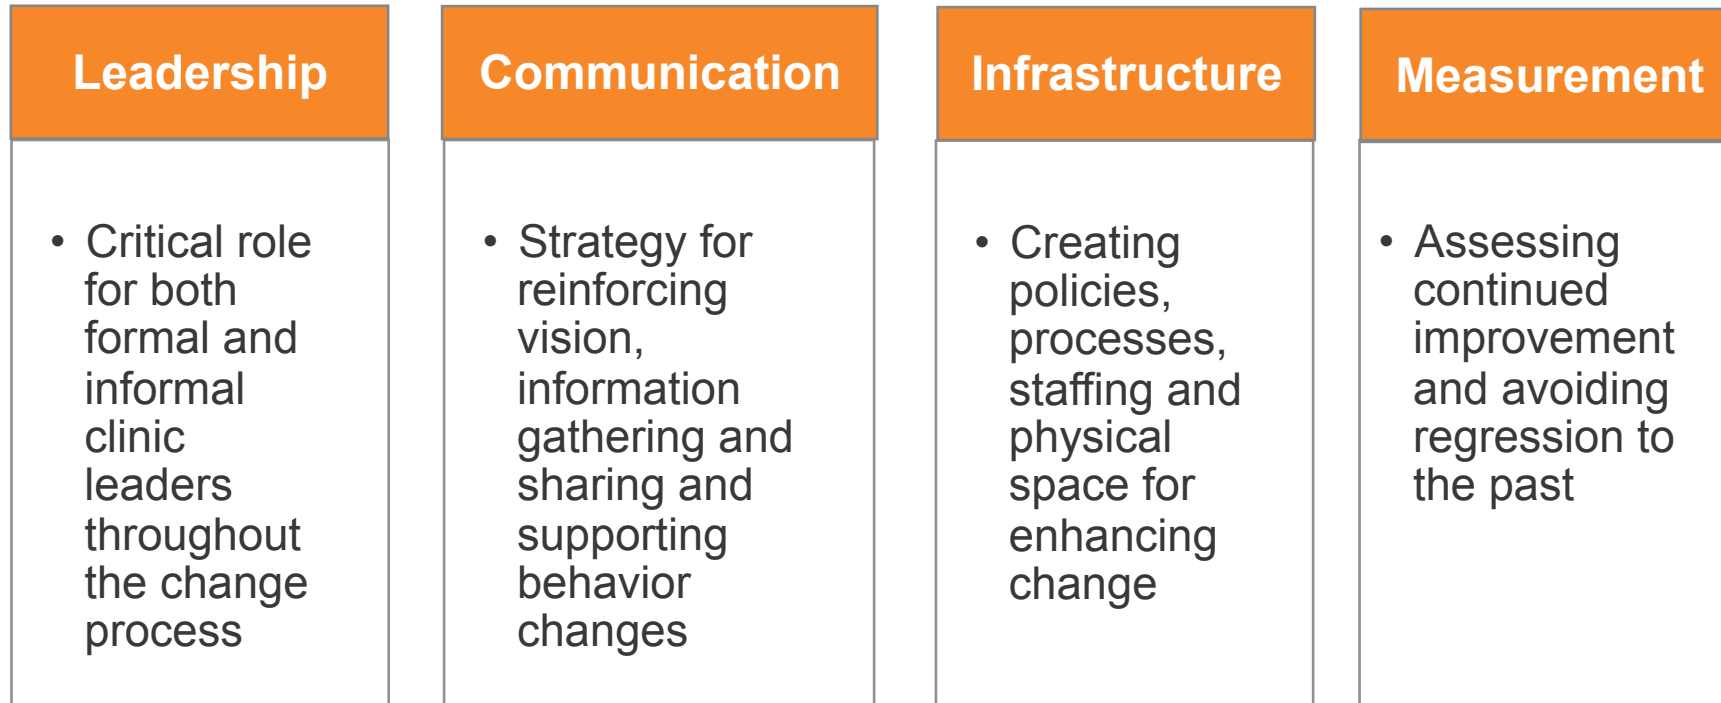 Leadership
• Critical role
for both
formal and
informal
clinic
leaders
throughout
the change
process
Communication
• Strategy for
reinforcing
vision,
information
gathering and
sharing and
supporting
behavior
changes
Infrastructure
• Creating
policies,
processes,
staffing and
physical
space for
enhancing
change
Measurement
• Assessing
continued
improvement
and avoiding
regression to
the past